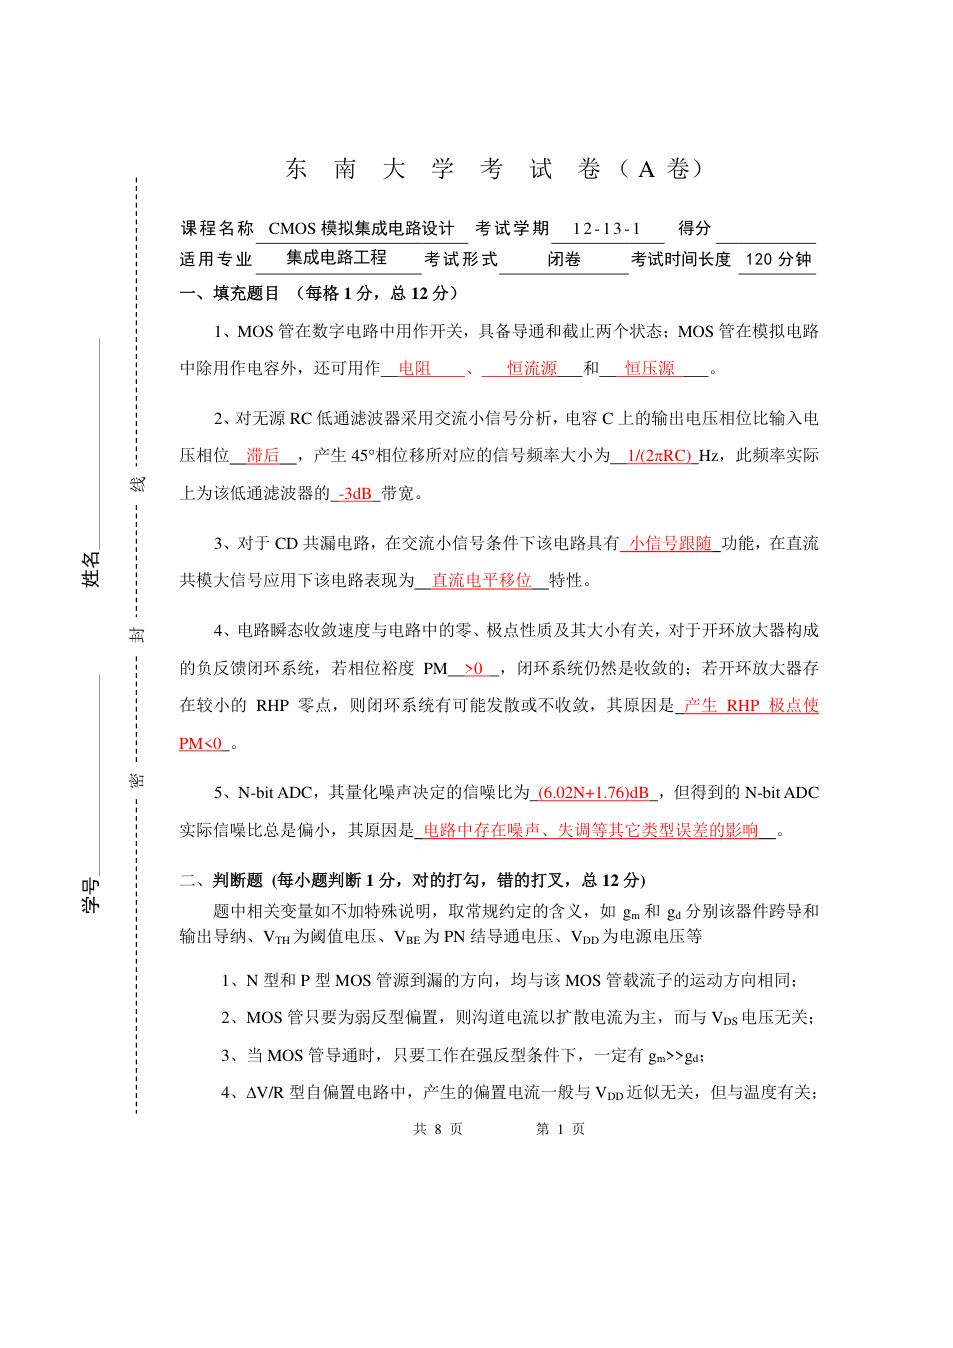 东 南 大 学 考 试 卷（ A 卷）
课程名称 CMOS 模拟集成电路设计 考试学期 12-13-1 得分
适用专业 集成电路工程 考试形式 闭卷 考试时间长度 120 分钟
一、填充题目 （每格 1 分，总 12 分）
1、MOS 管在数字电路中用作开关，具备导通和截止两个状态；MOS 管在模拟电路
中除用作电容外，还可用作 电阻 、 恒流源 和 恒压源 。
2、对无源 RC 低通滤波器采用交流小信号分析，电容 C 上的输出电压相位比输入电
压相位 滞后 ，产生 45°相位移所对应的信号频率大小为 1/(2πRC) Hz，此频率实际
上为该低通滤波器的 -3dB 带宽。
3、对于 CD 共漏电路，在交流小信号条件下该电路具有 小信号跟随 功能，在直流
共模大信号应用下该电路表现为 直流电平移位 特性。
4、电路瞬态收敛速度与电路中的零、极点性质及其大小有关，对于开环放大器构成
的负反馈闭环系统，若相位裕度 PM >0 ，闭环系统仍然是收敛的；若开环放大器存
在较小的 RHP 零点，则闭环系统有可能发散或不收敛，其原因是 产生 RHP 极点使
PM<0 。
5、N-bit ADC，其量化噪声决定的信噪比为 (6.02N+1.76)dB ，但得到的 N-bit ADC
实际信噪比总是偏小，其原因是 电路中存在噪声、失调等其它类型误差的影响 。
二、判断题 (每小题判断 1 分，对的打勾，错的打叉，总 12 分)
题中相关变量如不加特殊说明，取常规约定的含义，如 gm 和 gd 分别该器件跨导和
输出导纳、VTH 为阈值电压、VBE 为 PN 结导通电压、VDD 为电源电压等
1、N 型和 P 型 MOS 管源到漏的方向，均与该 MOS 管载流子的运动方向相同；
2、MOS 管只要为弱反型偏置，则沟道电流以扩散电流为主，而与 VDS 电压无关；
3、当 MOS 管导通时，只要工作在强反型条件下，一定有 gm>>gd；
4、ΔV/R 型自偏置电路中，产生的偏置电流一般与 VDD 近似无关，但与温度有关；
共 8 页 第 1 页
姓名
学号
线
封
密